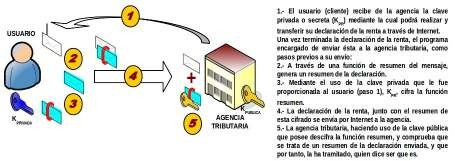 1
USUARIO
2
3
4
+
5
K PRIVADA
K PÚBLICA
AGENCIA
TRIBUTARIA
1.- El usuario (cliente) recibe de la agencia la clave
privada o secreta (Kpri) mediante la cual podrá realizar y
transferir su declaración de la renta a través de Internet.
Una vez terminada la declaración de la renta, el programa
encargado de enviar ésta a la agencia tributaria, como
pasos previos a su envío:
2.- A través de una función de resumen del mensaje,
genera un resumen de la declaración.
3.- Mediante el uso de la clave privada que le fue
proporcionada al usuario (paso 1), Kpri, cifra la función
resumen.
4.- La declaración de la renta, junto con el resumen de
esta cifrado se envía por Internet a la agencia.
5.- La agencia tributaria, haciendo uso de la clave pública
que posee descifra la función resumen, y comprueba que
se trata de un resumen de la declaración enviada, y que
por tanto, la ha tramitado, quien dice ser que es.